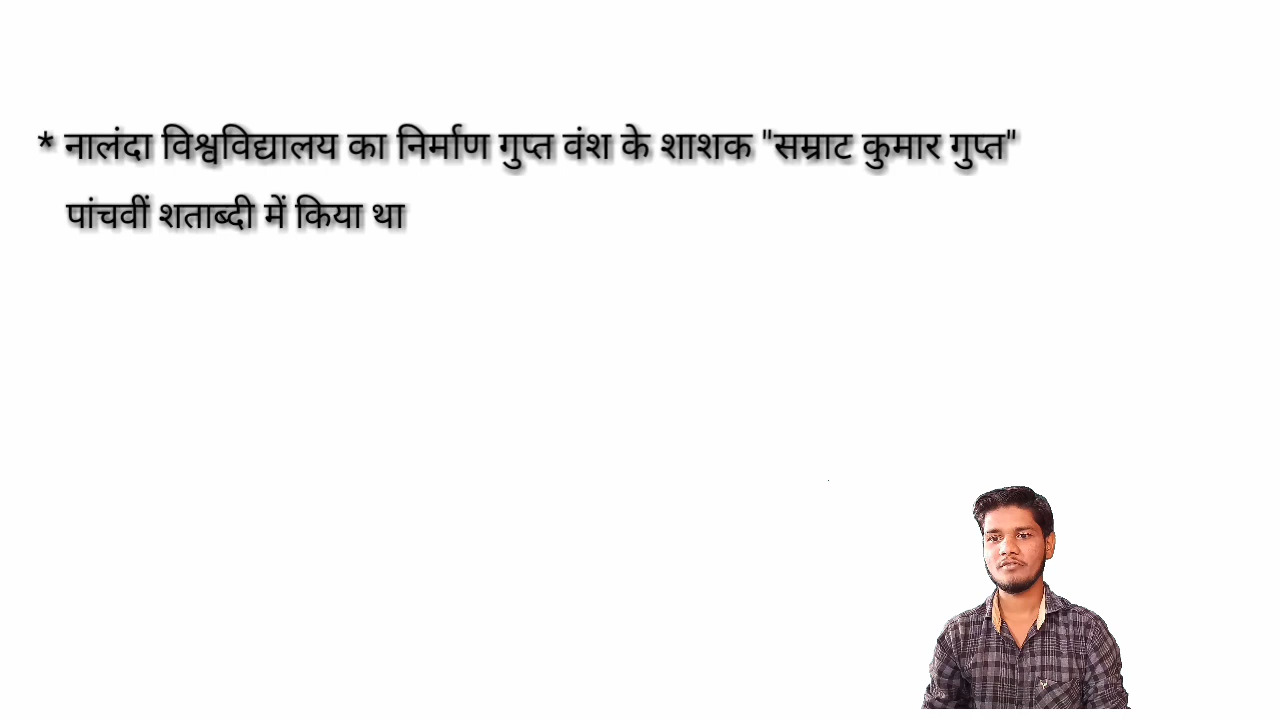 * नालंदा विश्वविद्यालय का निर्माण गुप्त वंश के शाशक "सम्राट कुमार गुप्त"
पांचवीं शताब्दी में किया था